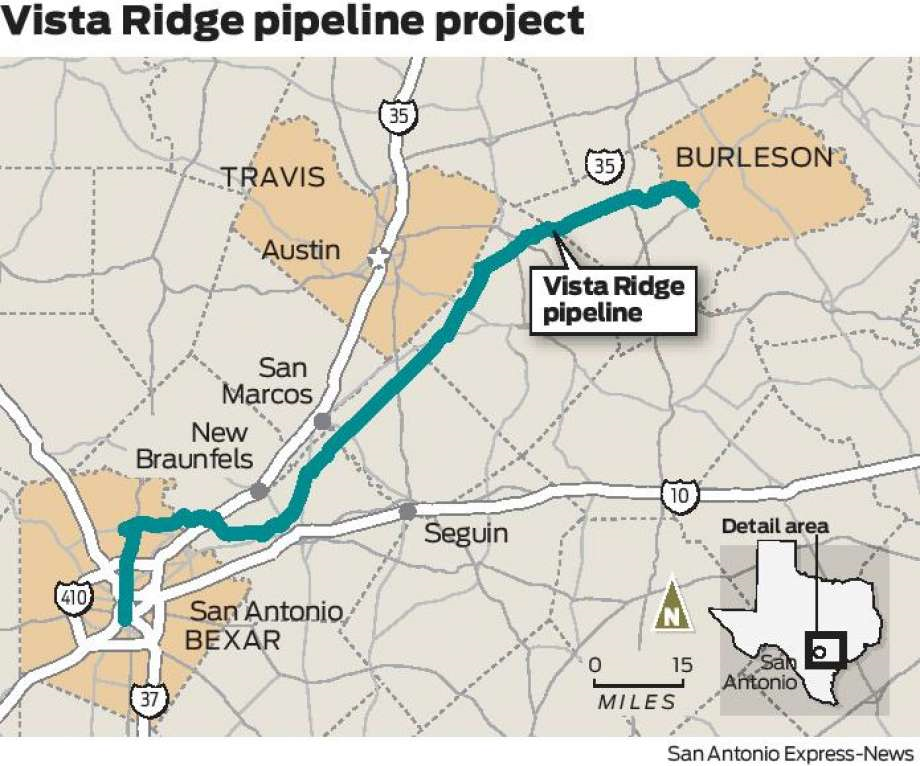 Vista Ridge pipeline project
35
TRAVIS
35
BURLESON
Austin
Vista Ridge
pipeline
San
Marcos
New
Braunfels
10
Seguin
Detail area
410
San Antonio
BEXAR
N
0 15
MILES
San
Antonio
37
San Antonio Express-News